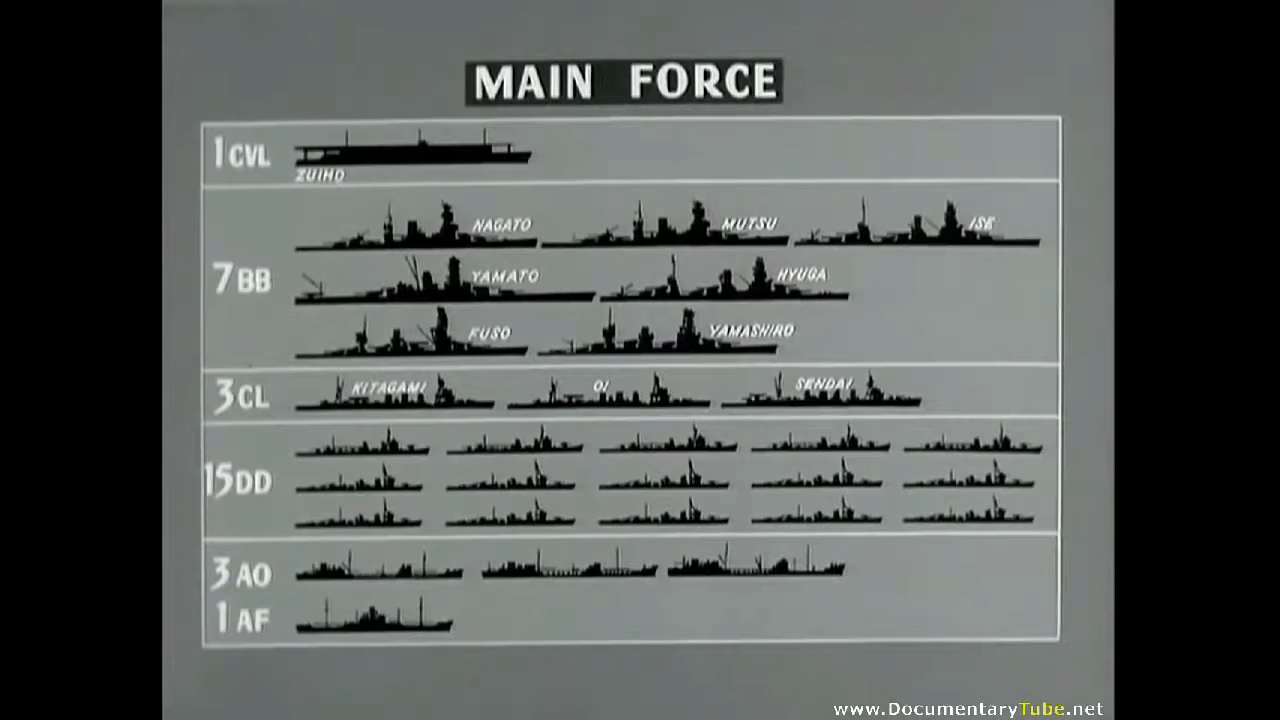 MAIN FORCE
1 CVL
ZUIHO
NAGATO MUTSU ISE
7 BB
YAMATO HYUGA
FUSO YAMASHIRO
3 CL
KITAGAMI OI SENDAI
15 DD
3 AO
1 AF
www.DocumentaryTube.net